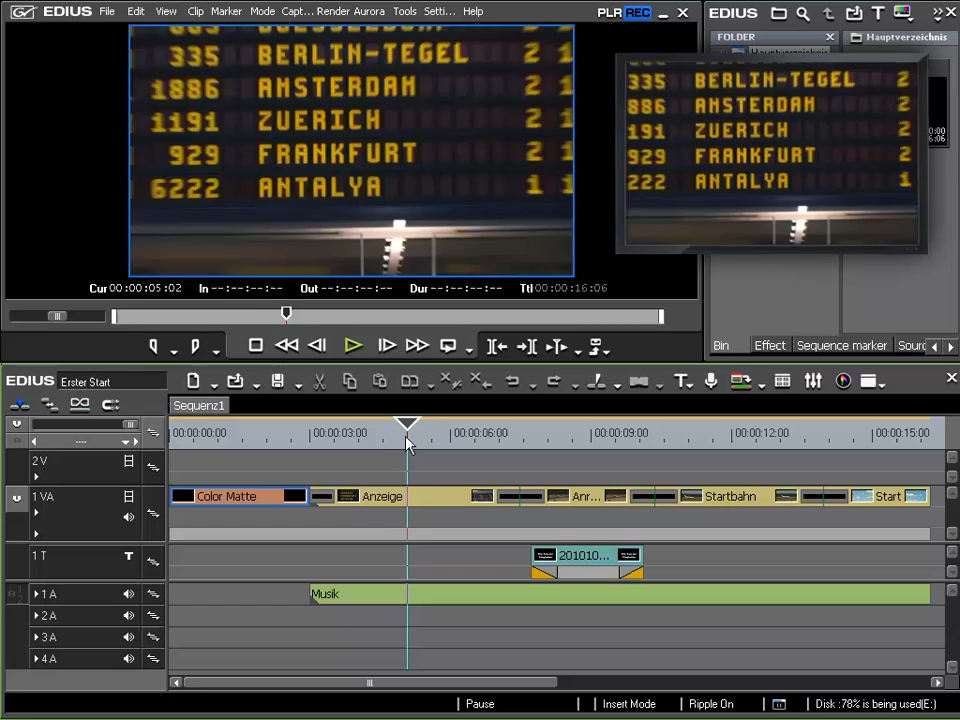 EDIUS File Edit View Clip Marker Mode Capt... Render Aurora Tools Setti... Help PLR REC
335 BERLIN-TEGEL 2 1
1886 AMSTERDAM 2 1
1191 ZUERICH 2 1
929 FRANKFURT 2 1
6222 ANTALYA 1 1
Cur 00:00:05:02 In --:--:--:-- Out --:--:--:-- Dur --:--:--:-- Ttl 00:00:16:06
EDIUS
FOLDER
Hauptverzeichnis
Hauptverzeichnis
335 BERLIN-TEGEL 2
886 AMSTERDAM 2
191 ZUERICH 2
929 FRANKFURT 2
222 ANTALYA 1
Bin Effect Sequence marker Sourc
EDIUS Erster Start
Sequenz1
00:00:00:00 00:00:03:00 00:00:06:00 00:00:09:00 00:00:12:00 00:00:15:00
2 V
1 VA Color Matte Anzeige Anr... Startbahn Start
1 T T 201010...
1 A Musik
2 A
3 A
4 A
Pause Insert Mode Ripple On Disk :78% is being used(E:)